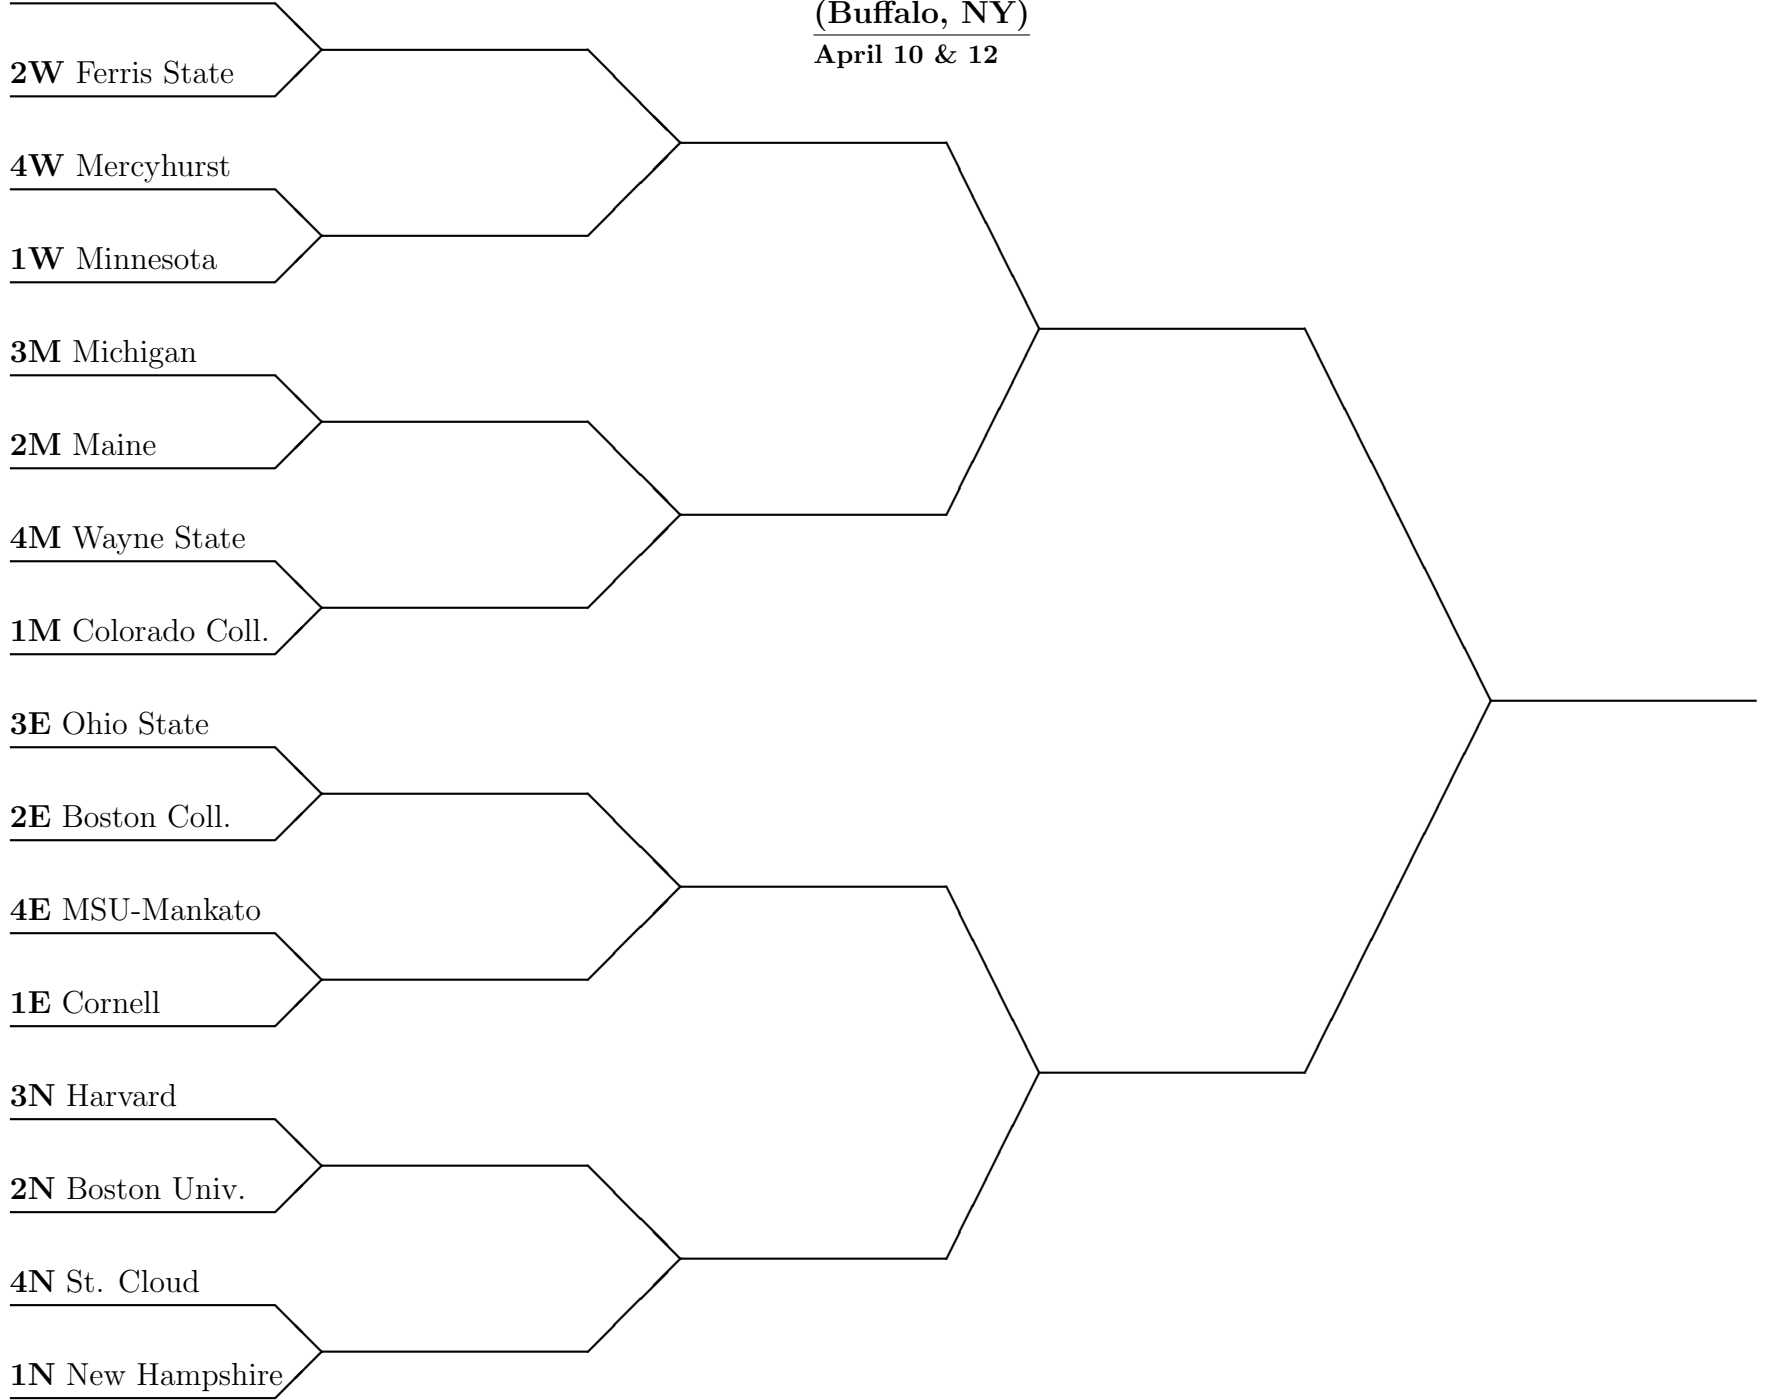 (Buffalo, NY)
April 10 & 12
2W Ferris State
4W Mercyhurst
1W Minnesota
3M Michigan
2M Maine
4M Wayne State
1M Colorado Coll.
3E Ohio State
2E Boston Coll.
4E MSU-Mankato
1E Cornell
3N Harvard
2N Boston Univ.
4N St. Cloud
1N New Hampshire